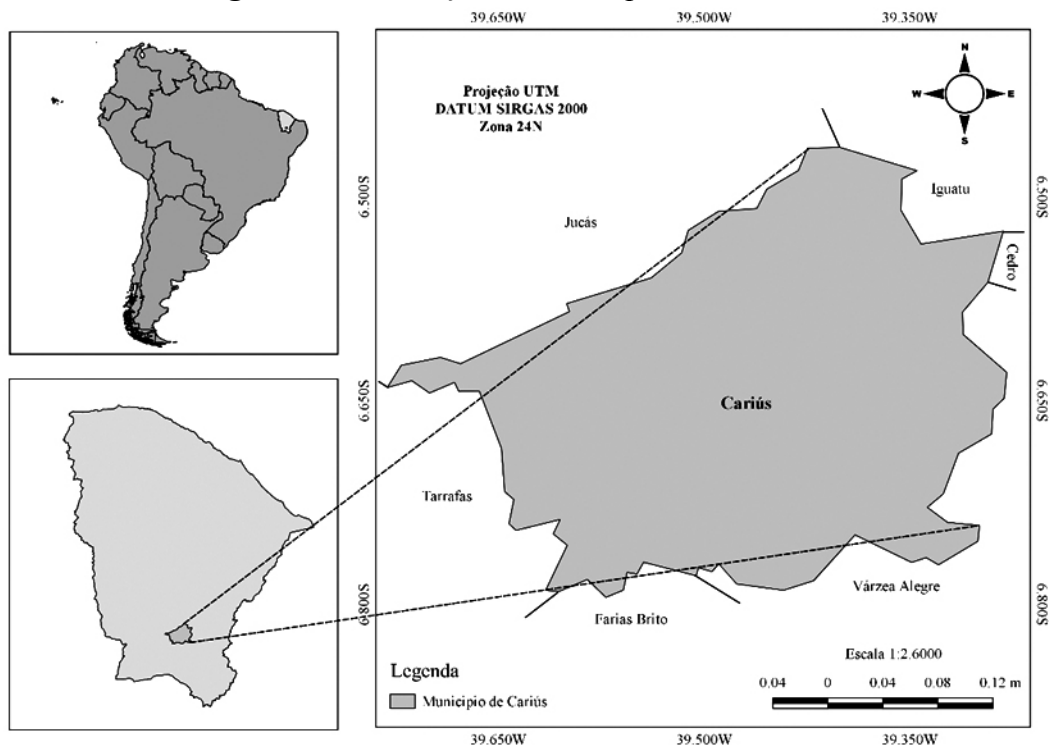 39.650W 39.500W 39.350W
Projeção UTM
DATUM SIRGAS 2000
Zona 24N
N
W E
S
6.500S
6.500S
Iguatu
Jucás
Cedro
6.650S
6.650S
Cariús
Tarrafas
Várzea Alegre
6.800S
6.800S
Farias Brito
Escala 1:2.6000
Legenda
0.04 0 0.04 0.08 0.12 m
Municipio de Cariús
39.650W 39.500W 39.350W